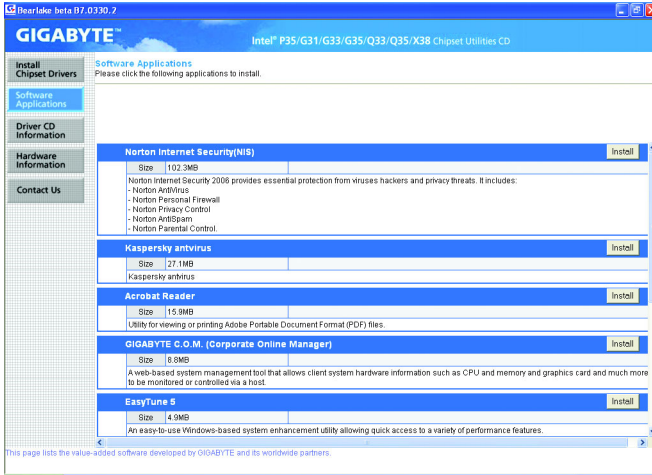 Bearlake beta B7.0330.2
GIGABYTE™
Intel® P35/G31/G33/G35/Q33/Q35/X38 Chipset Utilities CD
Install
Chipset Drivers
Software
Applications
Driver CD
Information
Hardware
Information
Contact Us
Software Applications
Please click the following applications to install.
Norton Internet Security(NIS)
Install
Size 102.3MB
Norton Internet Security 2006 provides essential protection from viruses hackers and privacy threats. It includes:
- Norton AntiVirus
- Norton Personal Firewall
- Norton Privacy Control
- Norton AntiSpam
- Norton Parental Control.
Kaspersky antvirus
Install
Size 27.1MB
Kaspersky antvirus
Acrobat Reader
Install
Size 15.9MB
Utility for viewing or printing Adobe Portable Document Format (PDF) files.
GIGABYTE C.O.M. (Corporate Online Manager)
Install
Size 8.8MB
A web-based system management tool that allows client system hardware information such as CPU and memory and graphics card and much more
to be monitored or controlled via a host.
EasyTune 5
Install
Size 4.9MB
An easy-to-use Windows-based system enhancement utility allowing quick access to a variety of performance features.
This page lists the value-added software developed by GIGABYTE and its worldwide partners.